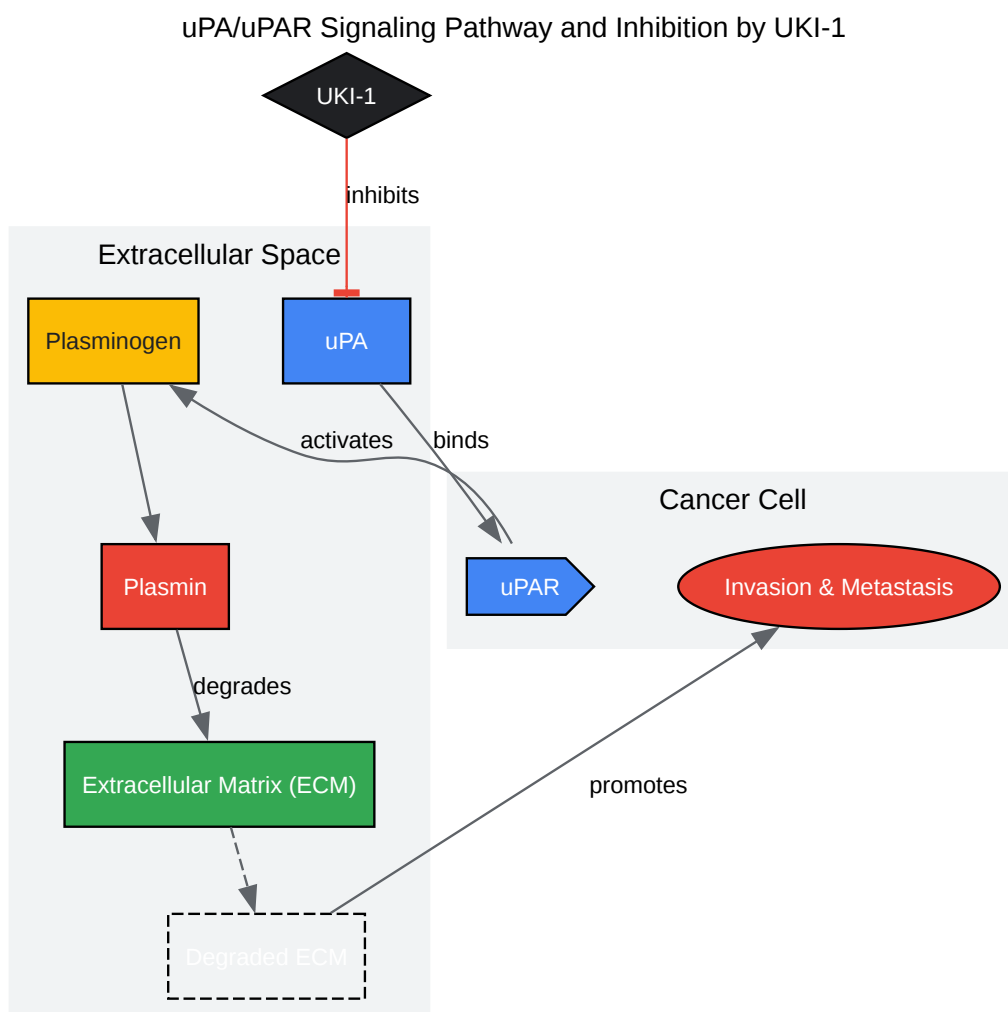 uPA/uPAR Signaling Pathway and Inhibition by UKI-1
UKI-1
inhibits
Extracellular Space
Plasminogen
uPA
activates
binds
Cancer Cell
Plasmin
uPAR
Invasion & Metastasis
degrades
Extracellular Matrix (ECM)
promotes
Degraded ECM